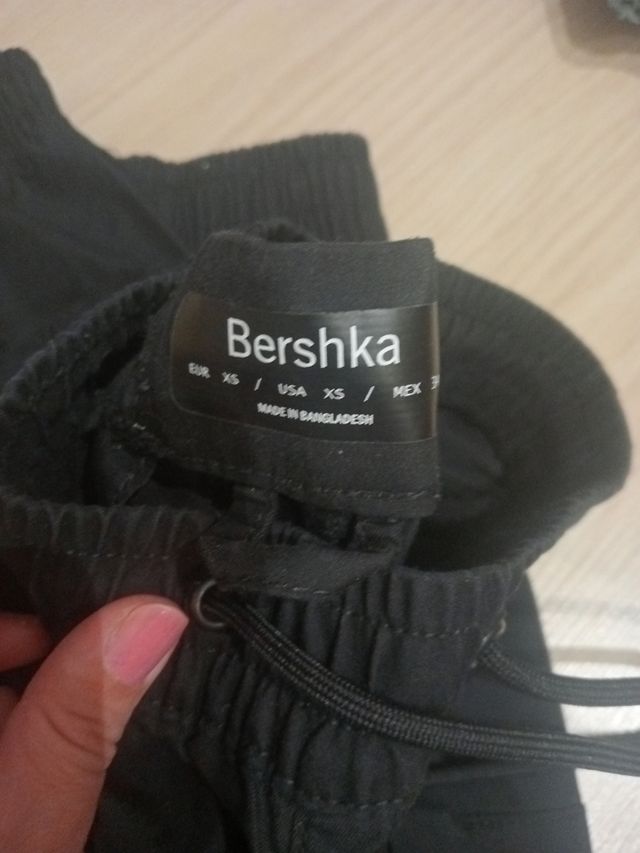 Bershka
EUR XS / USA XS / MEX
MADE IN BANGLADESH